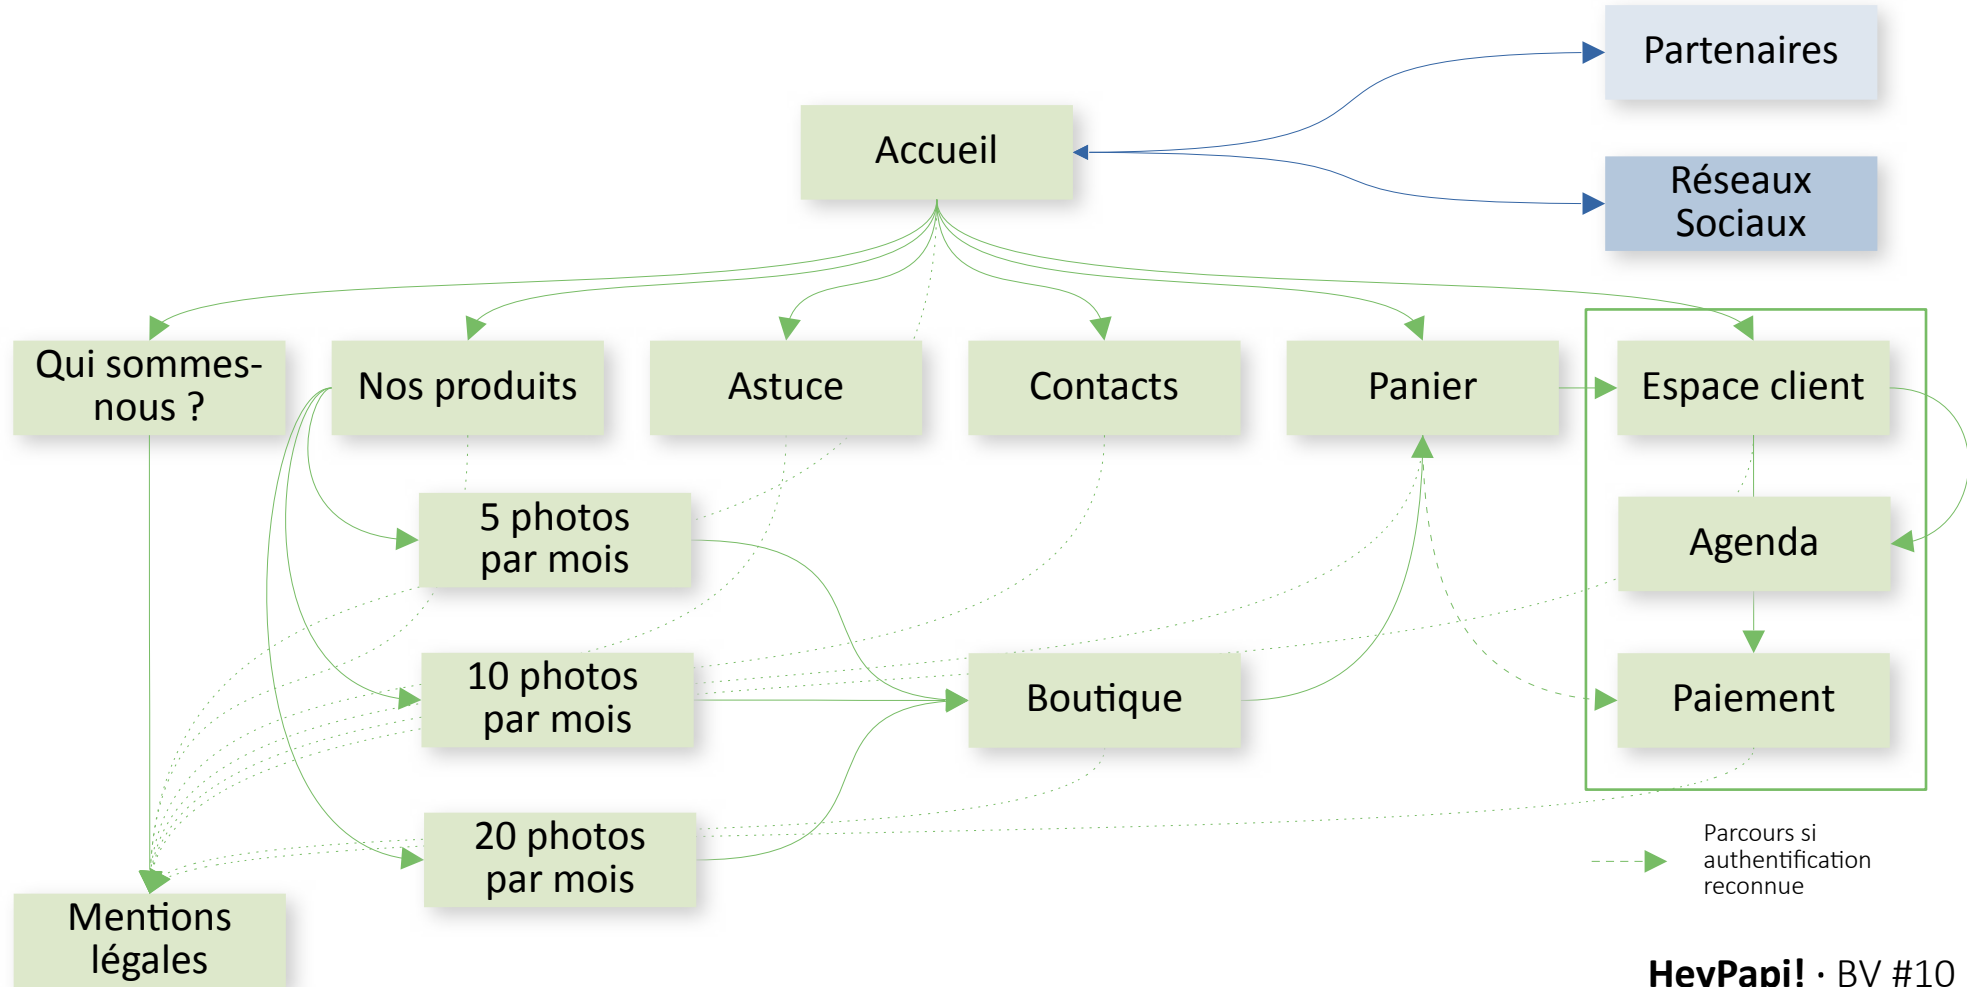 Partenaires
Accueil
Réseaux
Sociaux
Qui sommes-
nous ?
Nos produits
Astuce
Contacts
Panier
Espace client
5 photos
par mois
Agenda
10 photos
par mois
Boutique
Paiement
20 photos
par mois
Parcours si
authentification
reconnue
Mentions
légales
HeyPapi! · BV #10